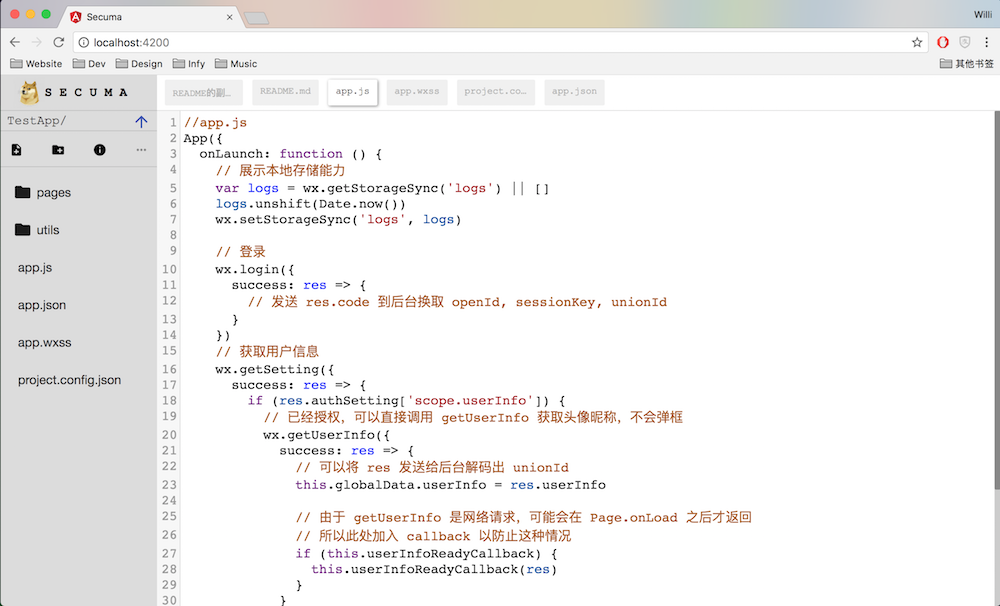 Secuma
Willi
localhost:4200
Website
Dev
Design
Infy
Music
其他书签
SECUMA
README的副…
README.md
app.js
app.wxss
project.co…
app.json
TestApp/
pages
utils
app.js
app.json
app.wxss
project.config.json
1 //app.js
2 App({
3   onLaunch: function () {
4     // 展示本地存储能力
5     var logs = wx.getStorageSync('logs') || []
6     logs.unshift(Date.now())
7     wx.setStorageSync('logs', logs)
8
9     // 登录
10     wx.login({
11       success: res => {
12         // 发送 res.code 到后台换取 openId, sessionKey, unionId
13       }
14     })
15     // 获取用户信息
16     wx.getSetting({
17       success: res => {
18         if (res.authSetting['scope.userInfo']) {
19           // 已经授权，可以直接调用 getUserInfo 获取头像昵称，不会弹框
20           wx.getUserInfo({
21             success: res => {
22               // 可以将 res 发送给后台解码出 unionId
23               this.globalData.userInfo = res.userInfo
24
25               // 由于 getUserInfo 是网络请求，可能会在 Page.onLoad 之后才返回
26               // 所以此处加入 callback 以防止这种情况
27               if (this.userInfoReadyCallback) {
28                 this.userInfoReadyCallback(res)
29               }
30             }